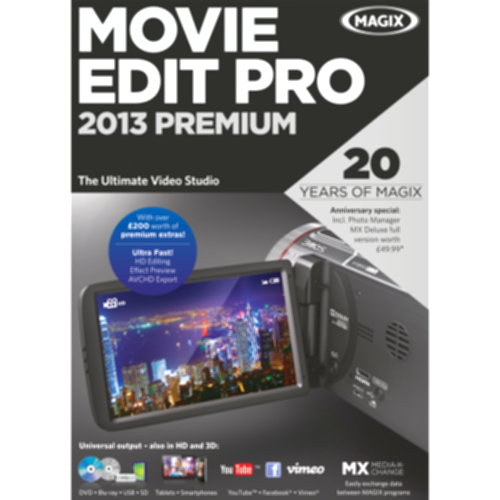 MOVIE
EDIT PRO
2013 PREMIUM
MAGIX
The Ultimate Video Studio
20
YEARS OF MAGIX
Anniversary special:
Incl. Photo Manager
MX Deluxe full
version worth
£49.99*
With over
£200 worth of
premium extras!
Ultra Fast!
HD Editing
Effect Preview
AVCHD Export
Universal output – also in HD and 3D:
YouTube
f
vimeo
MX MEDIA
CHANGE
DVD • Blu-ray • USB • SD
Tablets • Smartphones
YouTube™ • Facebook® • Vimeo®
Easily exchange data
between MAGIX programs
HDMI